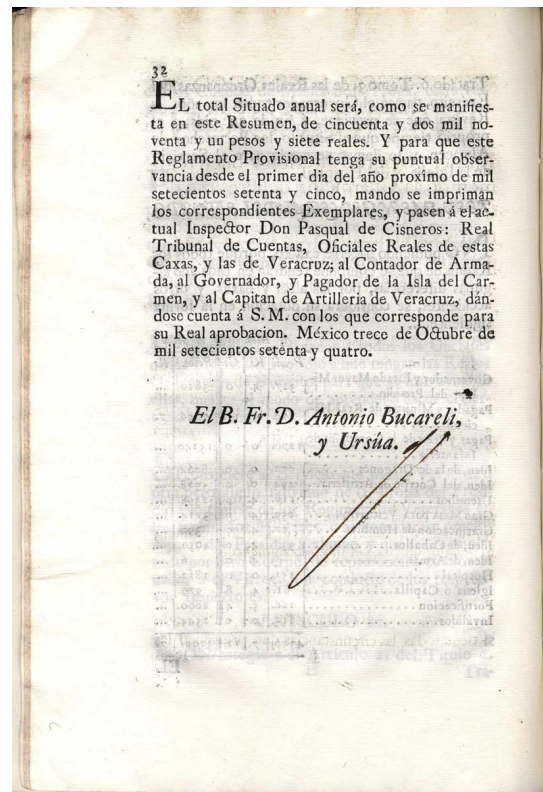 32
EL total Situado anual será, como se manifies-
ta en este Resumen, de cincuenta y dos mil no-
venta y un pesos y siete reales. Y para que este
Reglamento Provisional tenga su puntual obser-
vancia desde el primer dia del año proximo de mil
setecientos setenta y cinco, mando se impriman
los correspondientes Exemplares, y pasen á el ac-
tual Inspector Don Pasqual de Cisneros: Real
Tribunal de Cuentas, Oficiales Reales de estas
Caxas, y las de Veracruz; al Contador de Arma-
da, al Governador, y Pagador de la Isla del Car-
men, y al Capitan de Artilleria de Veracruz, dán-
dose cuenta á S. M. con los que corresponde para
su Real aprobacion. México trece de Octubre de
mil setecientos setenta y quatro.
El B. Fr. D. Antonio Bucareli,
y Ursúa.